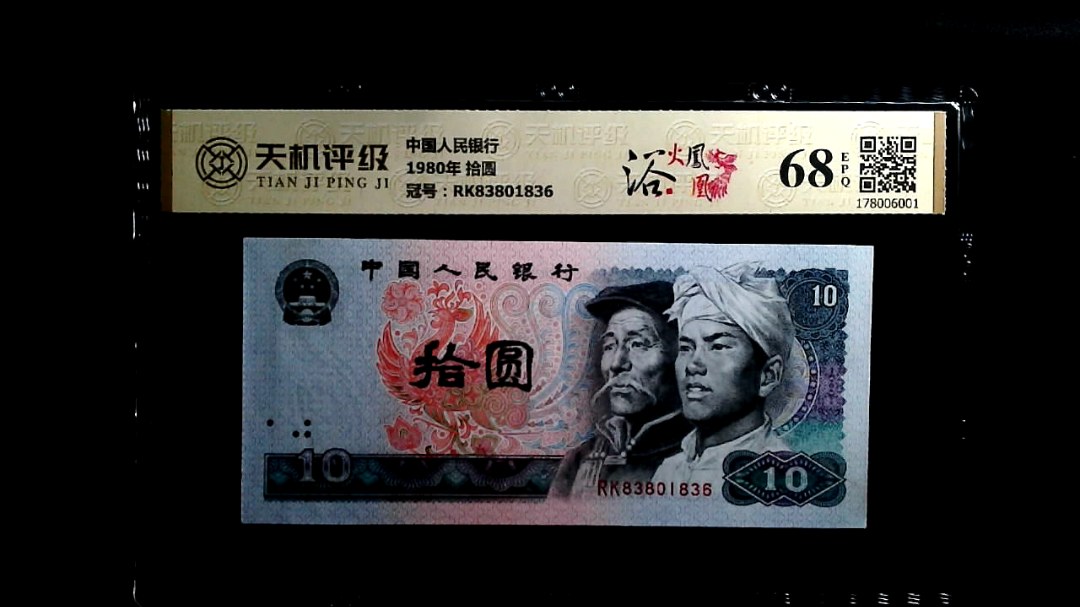 天机评级
TIAN JI PING JI
中国人民银行
1980年 拾圆
冠号：RK83801836
浴火凤凰
68
EPQ
178006001
中国人民银行
10
拾圆
10
RK83801836
10